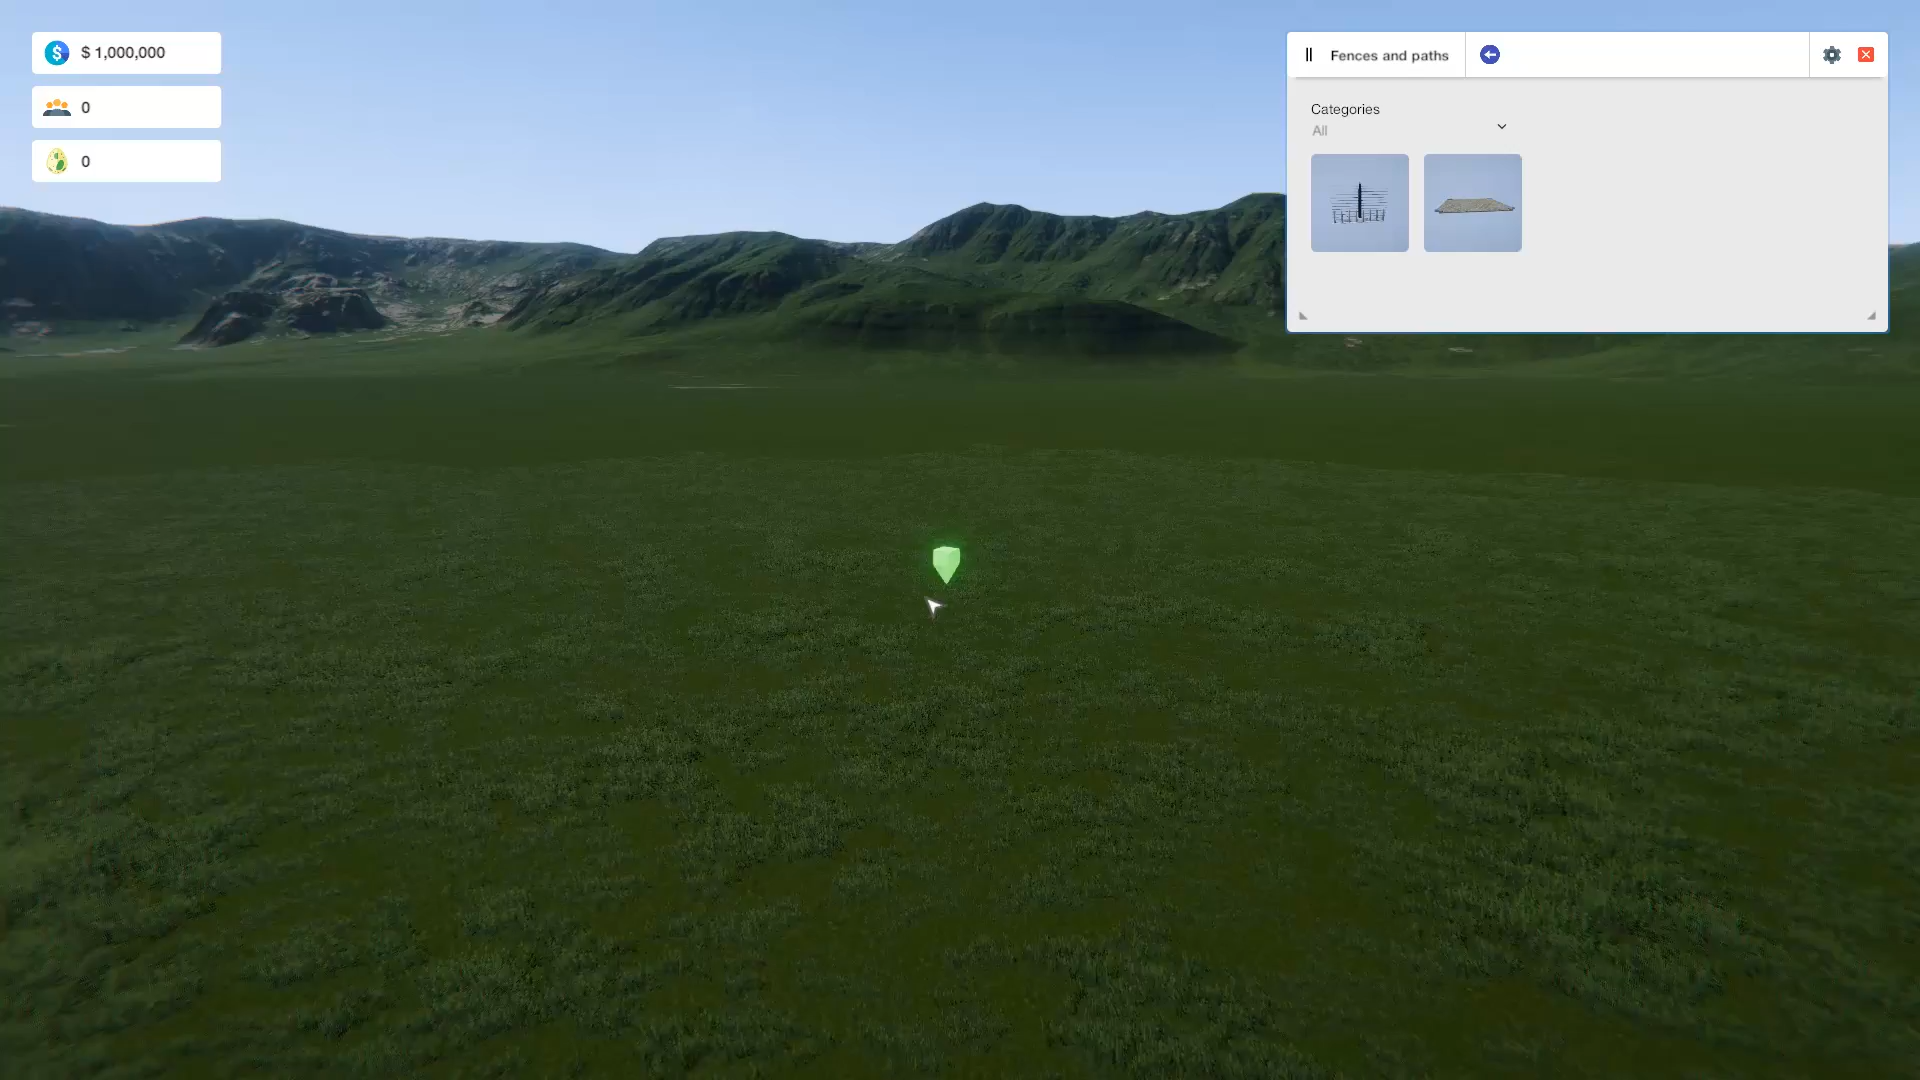 $ 1,000,000
0
0
Fences and paths
Categories
All